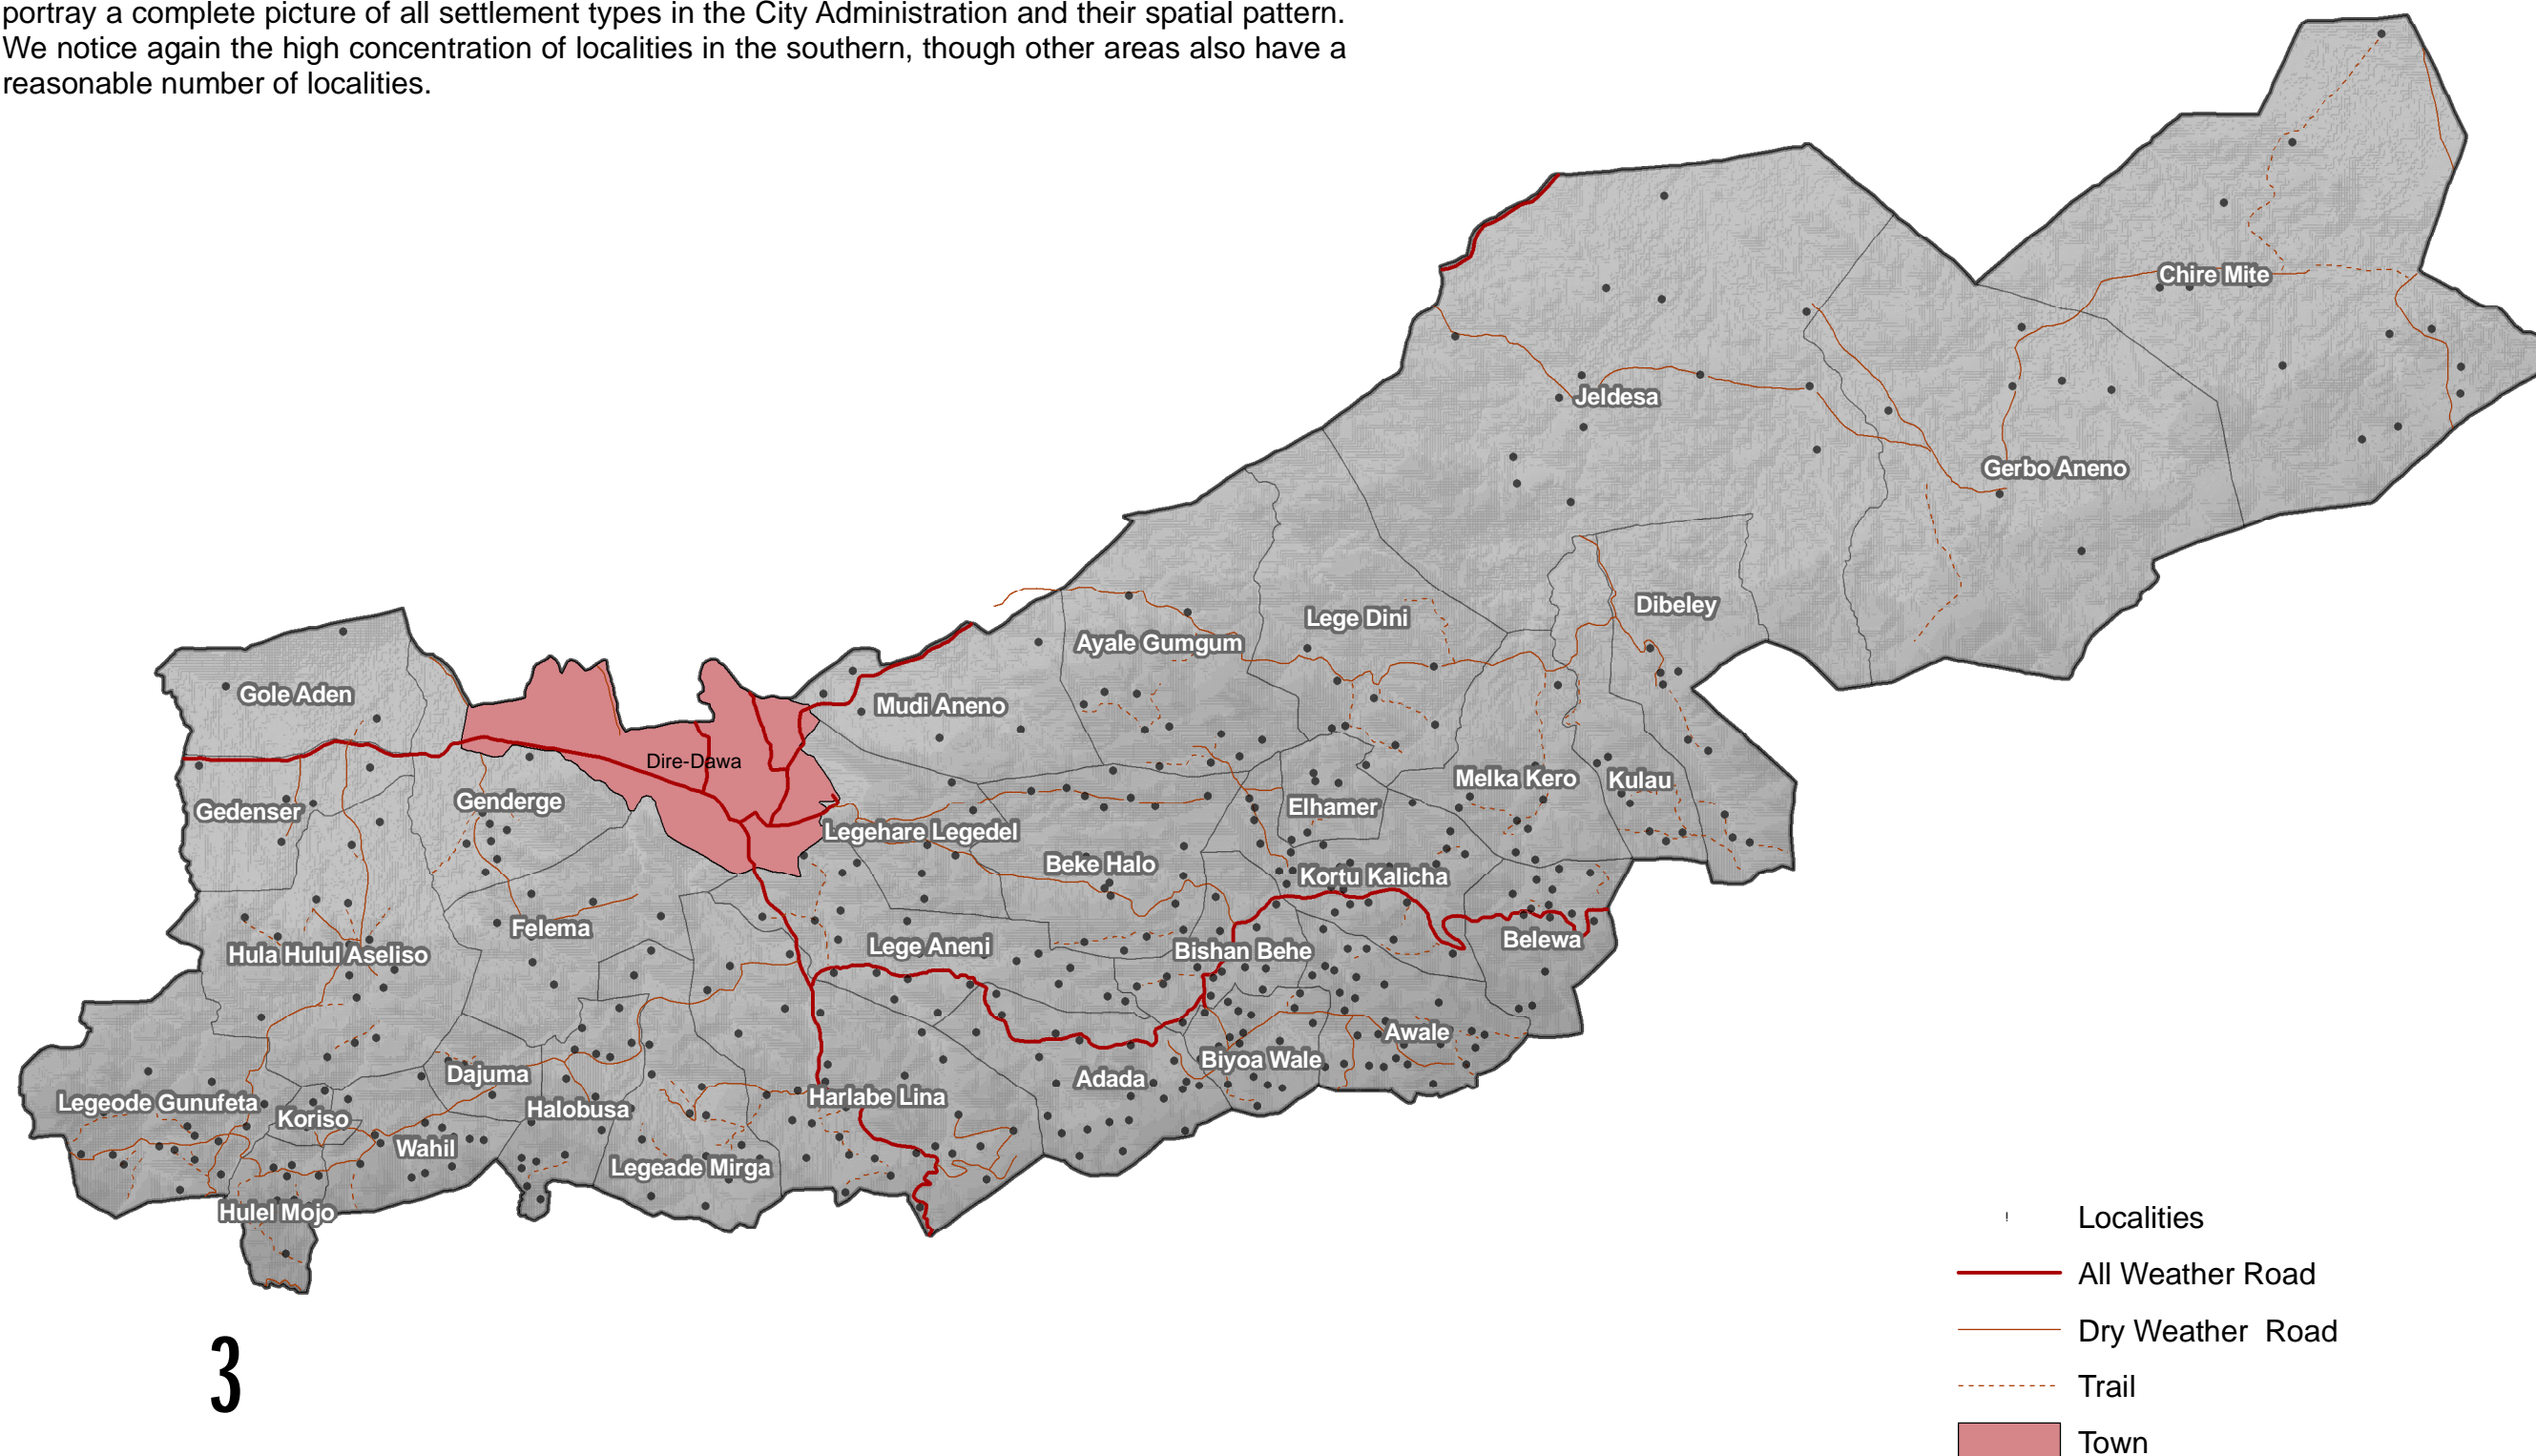 portray a complete picture of all settlement types in the City Administration and their spatial pattern.
We notice again the high concentration of localities in the southern, though other areas also have a
reasonable number of localities.
Chire Mite
Jeldesa
Gerbo Aneno
Dibeley
Lege Dini
Ayale Gumgum
Gole Aden
Mudi Aneno
Dire-Dawa
Melka Kero
Kulau
Genderge
Gedenser
Elhamer
Legehare Legedel
Beke Halo
Kortu Kalicha
Felema
Hula Hulul Aseliso
Lege Aneni
Bishan Behe
Belewa
Awale
Biyoa Wale
Dajuma
Adada
Legeode Gunufeta
Harlabe Lina
Halobusa
Koriso
Wahil
Legeade Mirga
Hulel Mojo
! Localities
All Weather Road
Dry Weather  Road
Trail
Town
3